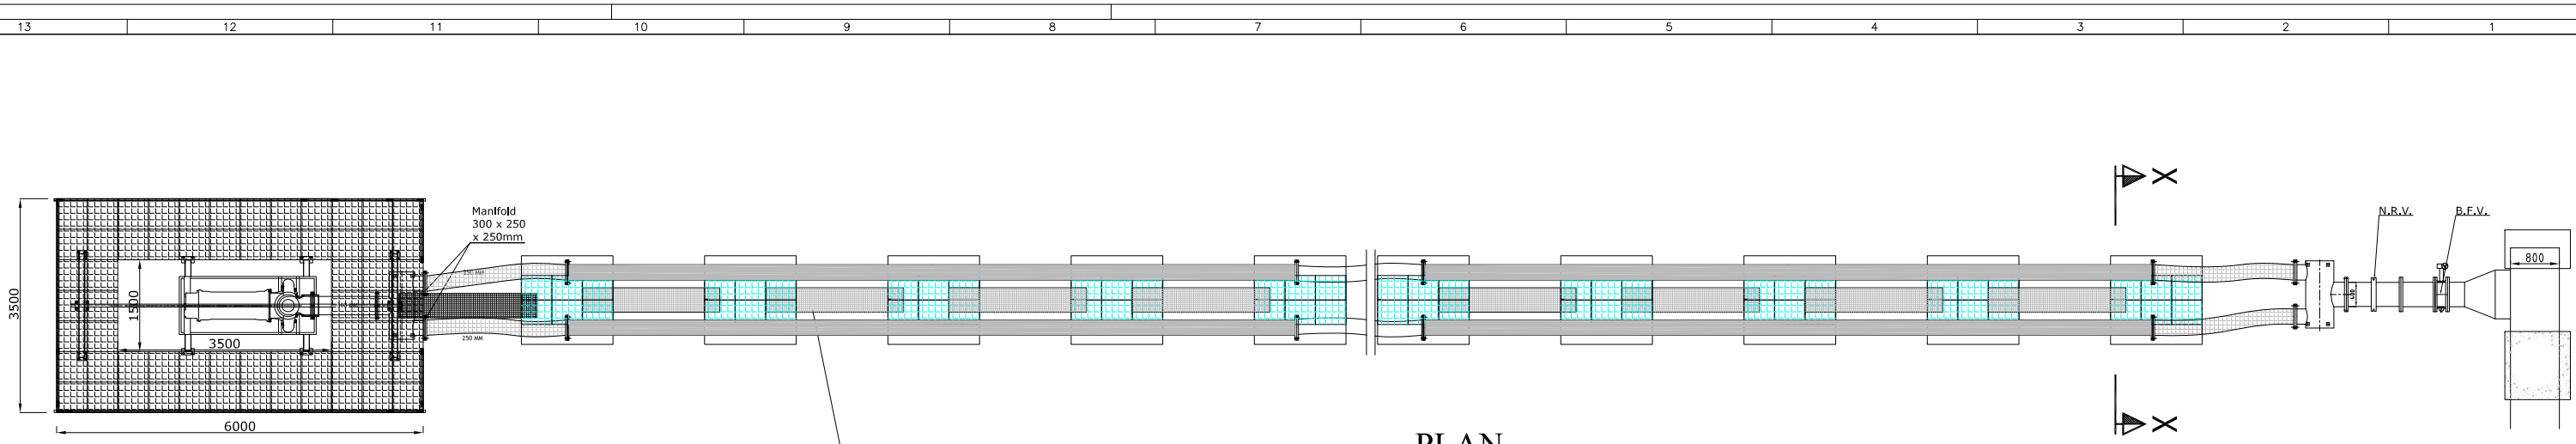 13 12 11 10 9 8 7 6 5 4 3 2 1
X
Manifold
300 x 250
x 250mm
N.R.V.
B.F.V.
250 MM
800
3500
1500
3500
250 MM
6000
X
PLAN